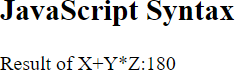 JavaScript Syntax
Result of X+Y*Z:180